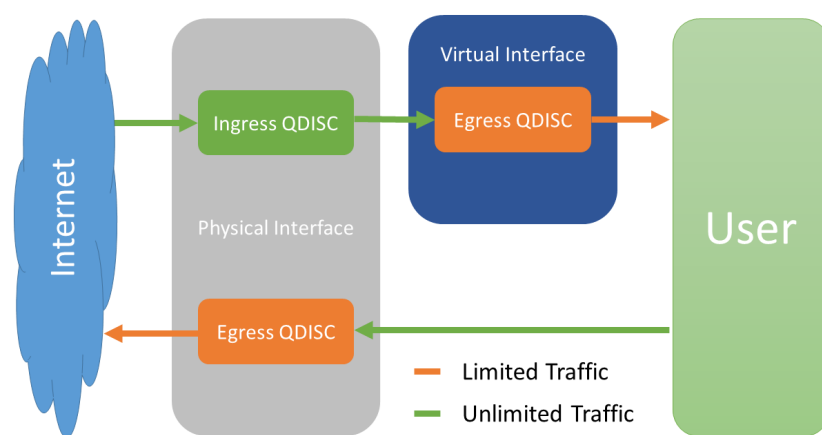 Virtual Interface
Ingress QDISC
Egress QDISC
Internet
Physical Interface
User
Egress QDISC
Limited Traffic
Unlimited Traffic